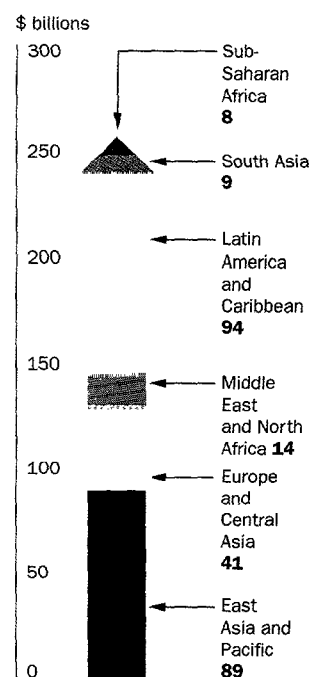 $ billions
300
250
200
150
100
50
0
Sub-
Saharan
Africa
8
South Asia
9
Latin
America
and
Caribbean
94
Middle
East
and North
Africa 14
Europe
and
Central
Asia
41
East
Asia and
Pacific
89